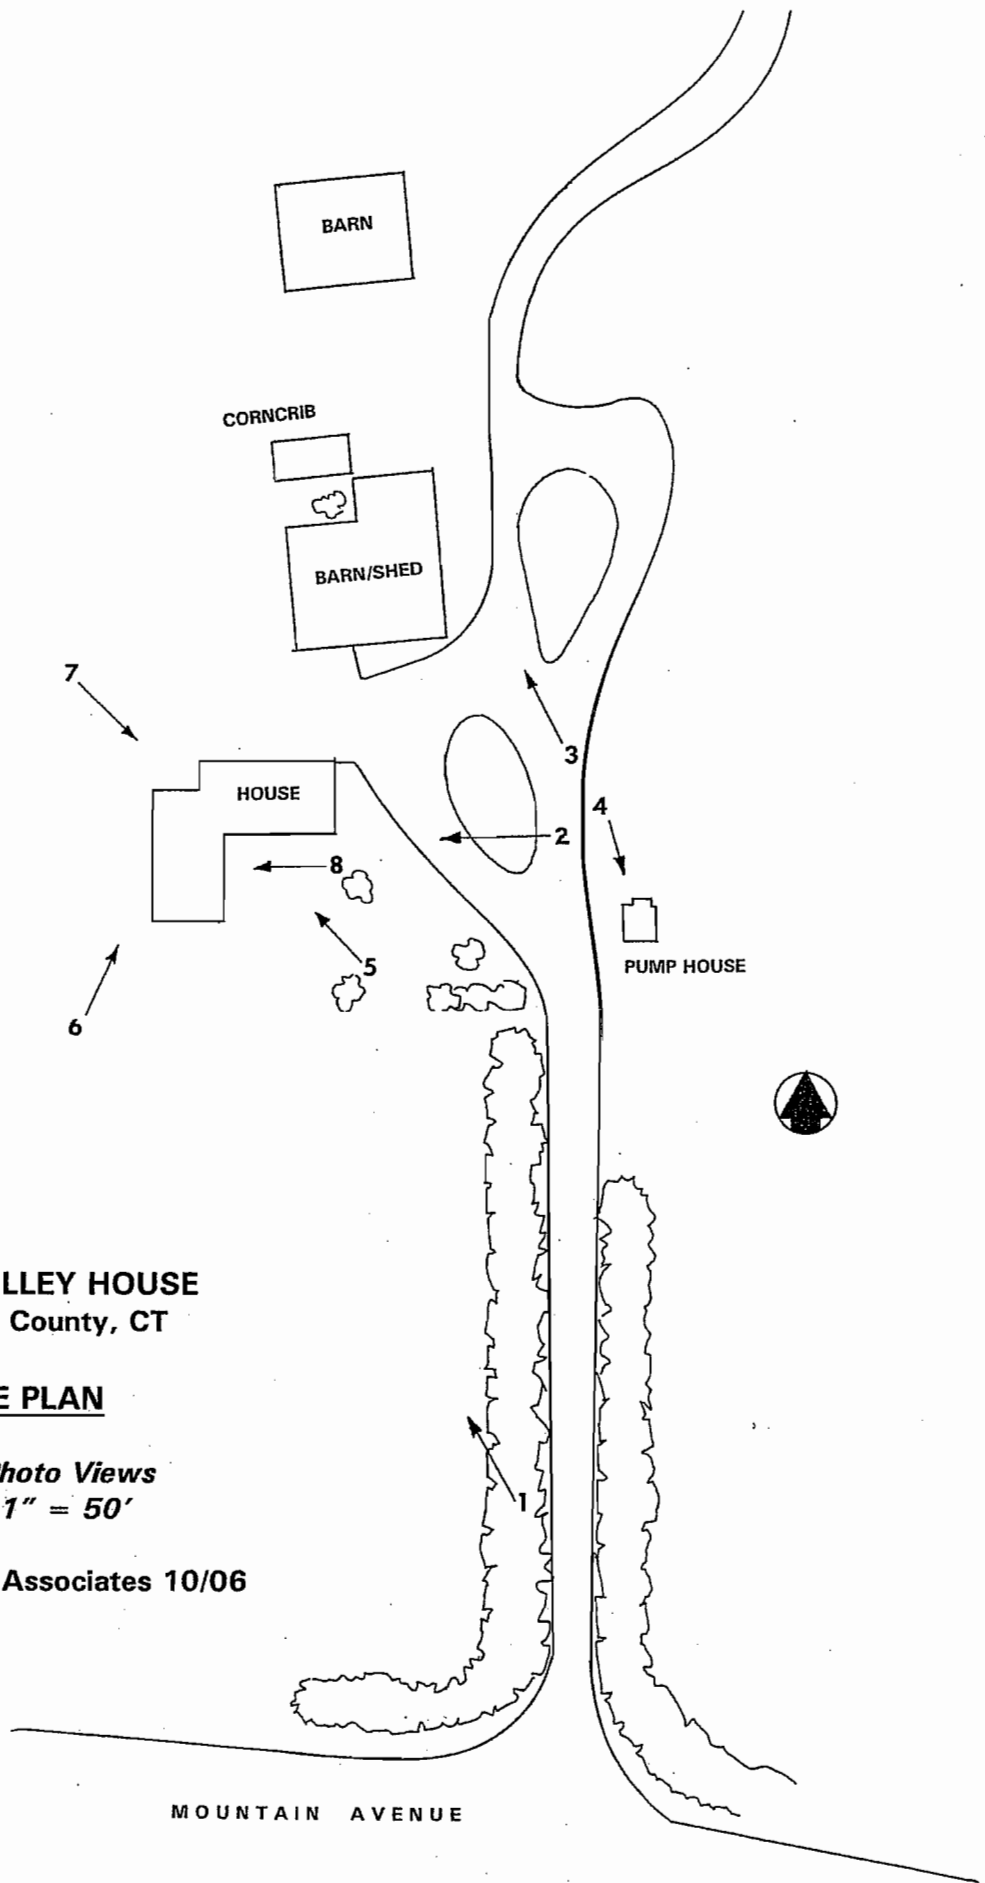 BARN
CORNCRIB
BARN/SHED
7
3
HOUSE
4
2
8
5
PUMP HOUSE
6
LLEY HOUSE
County, CT
E PLAN
hoto Views
1" = 50'
1
Associates 10/06
MOUNTAIN AVENUE